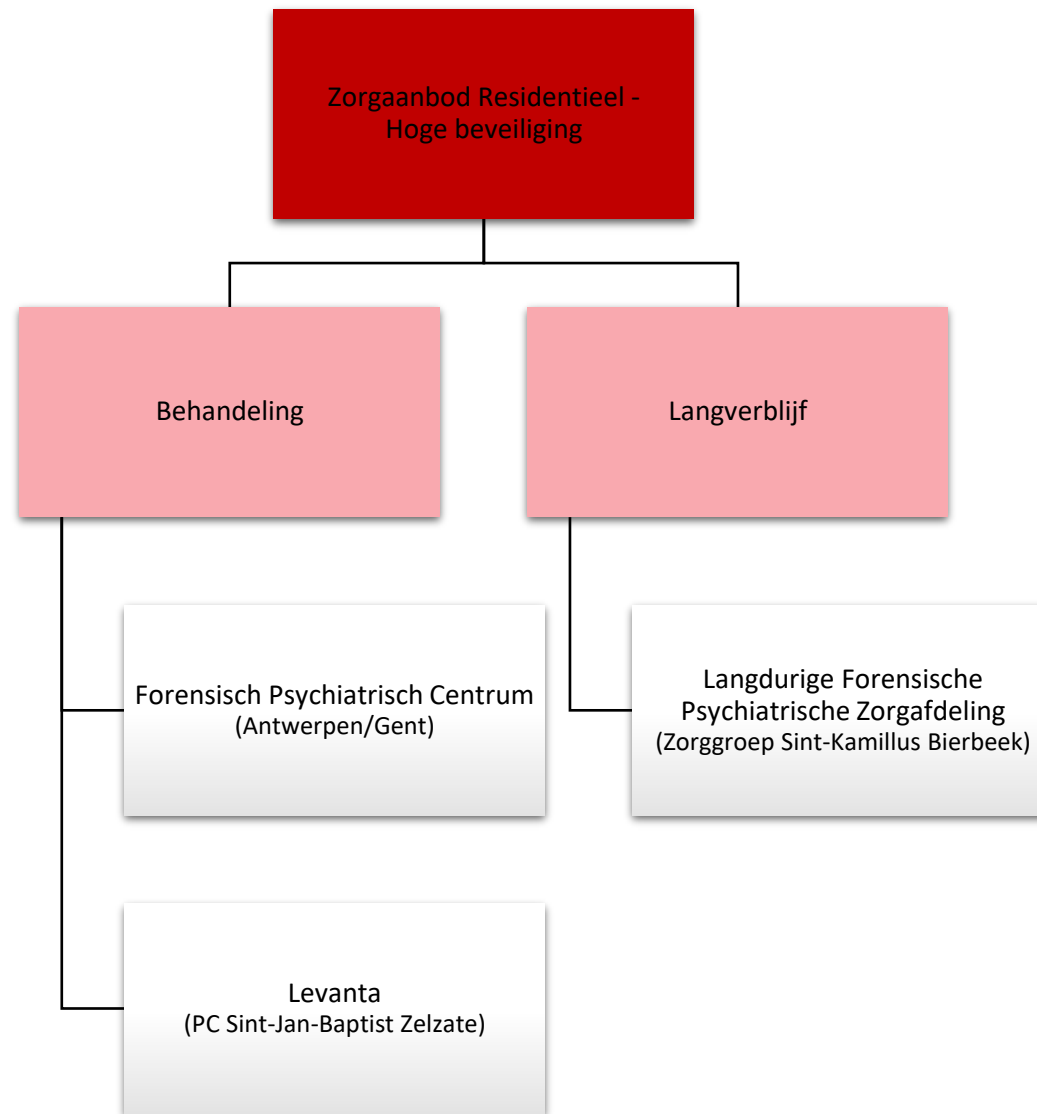 Zorgaanbod Residentieel -
Hoge beveiliging
Behandeling
Langverblijf
Forensisch Psychiatrisch Centrum
(Antwerpen/Gent)
Langdurige Forensische
Psychiatrische Zorgafdeling
(Zorggroep Sint-Kamillus Bierbeek)
Levanta
(PC Sint-Jan-Baptist Zelzate)